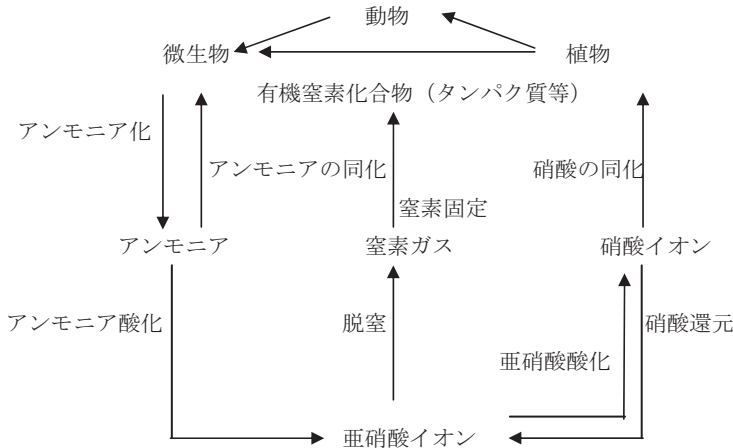 動物
微生物
植物
有機窒素化合物（タンパク質等）
アンモニア化
アンモニアの同化
硝酸の同化
窒素固定
アンモニア
窒素ガス
硝酸イオン
アンモニア酸化
脱窒
硝酸還元
亜硝酸酸化
亜硝酸イオン